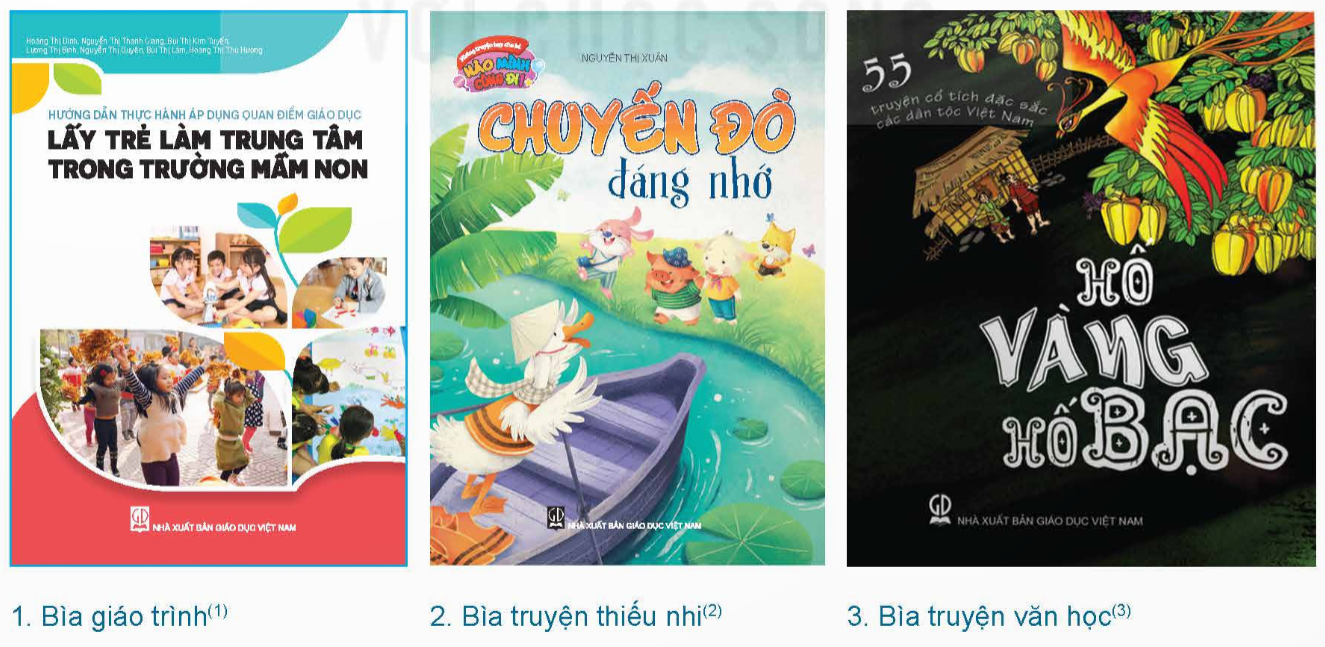 Hoàng Thị Dinh, Nguyễn Thị Thanh Giang, Bùi Thị Kim Tuyến,
Lương Thị Bình, Nguyễn Thị Quyên, Bùi Thị Lâm, Hoàng Thị Thu Hương
HƯỚNG DẪN THỰC HÀNH ÁP DỤNG QUAN ĐIỂM GIÁO DỤC
LẤY TRẺ LÀM TRUNG TÂM
TRONG TRƯỜNG MẦM NON
GD
NHÀ XUẤT BẢN GIÁO DỤC VIỆT NAM
1. Bìa giáo trình(1)
NÀO MÌNH
CÙNG ĐI!
NGUYỄN THỊ XUÂN
CHUYẾN ĐÒ
đáng nhớ
GD
NHÀ XUẤT BẢN GIÁO DỤC VIỆT NAM
2. Bìa truyện thiếu nhi(2)
55
truyện cổ tích đặc sắc
các dân tộc Việt Nam
HỐ
VÀNG
HỐ BẠC
GD
NHÀ XUẤT BẢN GIÁO DỤC VIỆT NAM
3. Bìa truyện văn học(3)